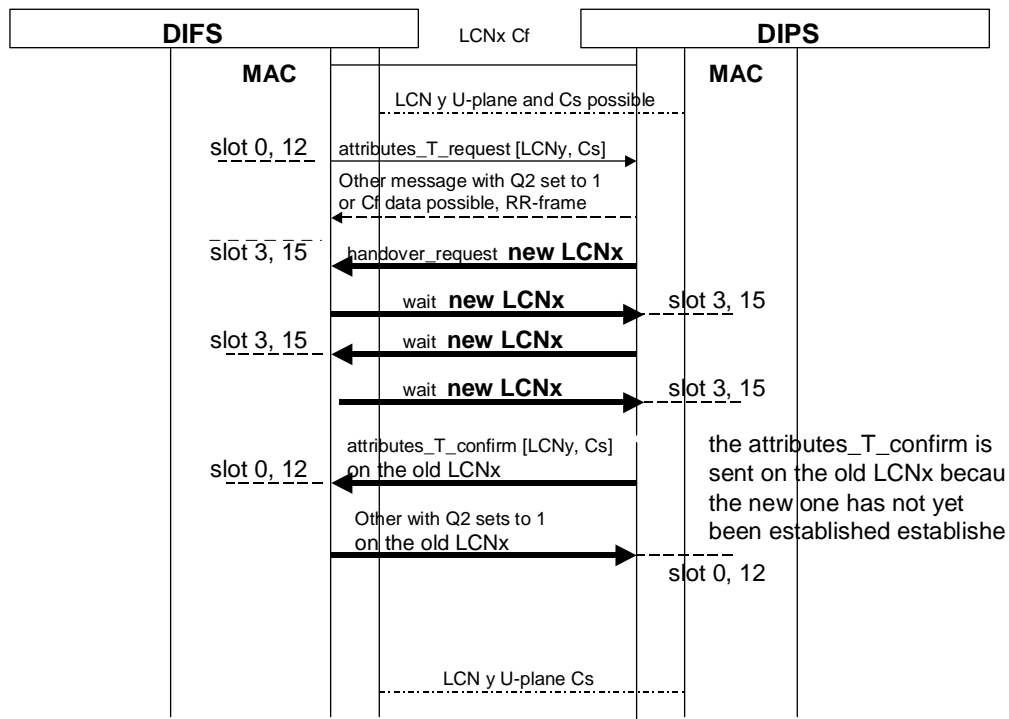 DIFS LCNx Cf DIPS
MAC MAC
LCN y U-plane and Cs possible
slot 0, 12 attributes_T_request [LCNy, Cs]
Other message with Q2 set to 1
or Cf data possible, RR-frame
slot 3, 15 handover_request new LCNx
wait new LCNx slot 3, 15
slot 3, 15 wait new LCNx
wait new LCNx slot 3, 15
attributes_T_confirm [LCNy, Cs]
slot 0, 12 on the old LCNx
the attributes_T_confirm is
sent on the old LCNx becau
the new one has not yet
been established establishe
Other with Q2 sets to 1
on the old LCNx
slot 0, 12
LCN y U-plane Cs